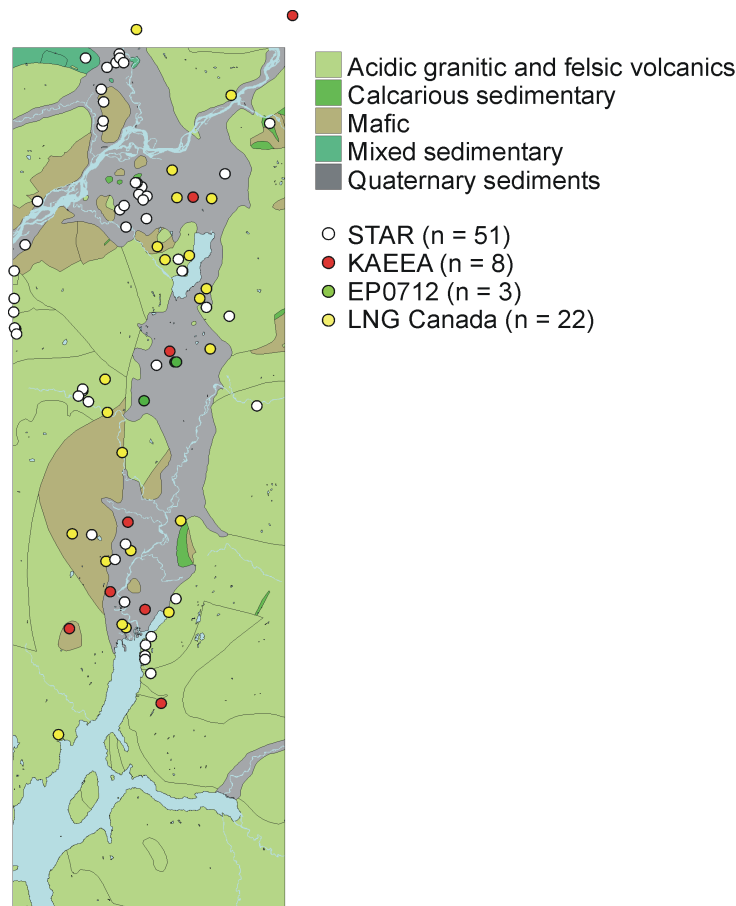 Acidic granitic and felsic volcanics
Calcarious sedimentary
Mafic
Mixed sedimentary
Quaternary sediments
STAR (n = 51)
KAEEA (n = 8)
EP0712 (n = 3)
LNG Canada (n = 22)